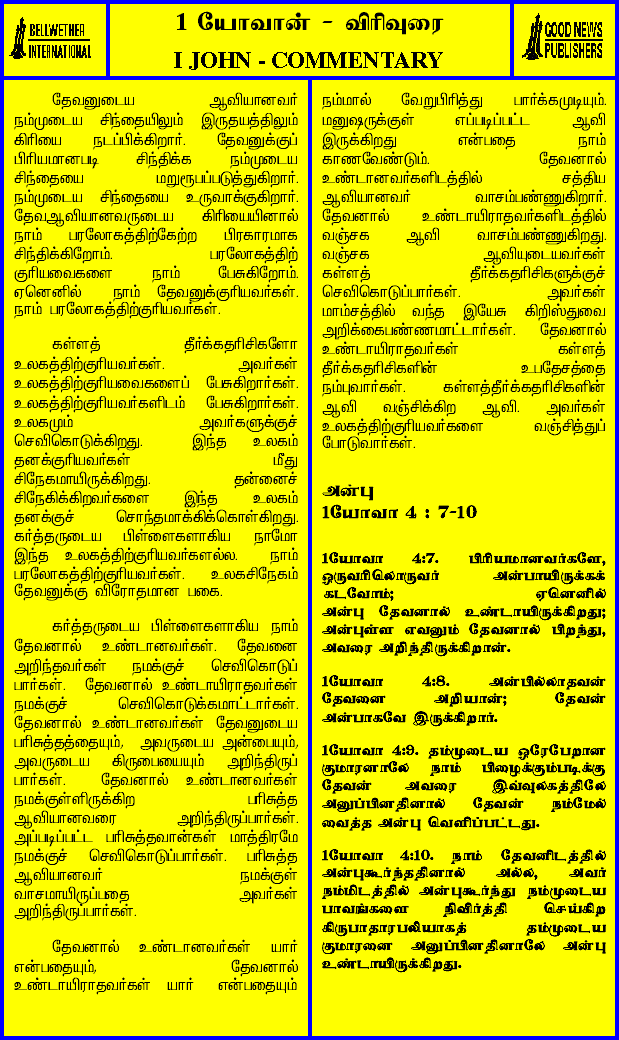 BELLWETHER
INTERNATIONAL
1 யோவான் - விரிவுரை
I JOHN - COMMENTARY
GOOD NEWS
PUBLISHERS
தேவனுடைய ஆவியானவர்
நம்முடைய சிந்தையிலும் இருதயத்திலும்
கிரியை நடப்பிக்கிறார். தேவனுக்குப்
பிரியமானபடி சிந்திக்க நம்முடைய
சிந்தையை மறுரூபப்படுத்துகிறார்.
நம்முடைய சிந்தையை உருவாக்குகிறார்.
தேவஆவியானவருடைய கிரியையினால்
நாம் பரலோகத்திற்கேற்ற பிரகாரமாக
சிந்திக்கிறோம். பரலோகத்திற்
குரியவைகளை நாம் பேசுகிறோம்.
ஏனெனில் நாம் தேவனுக்குரியவர்கள்.
நாம் பரலோகத்திற்குரியவர்கள்.
கள்ளத் தீர்க்கதரிசிகளோ
உலகத்திற்குரியவர்கள். அவர்கள்
உலகத்திற்குரியவைகளைப் பேசுகிறார்கள்.
உலகத்திற்குரியவர்களிடம் பேசுகிறார்கள்.
உலகமும் அவர்களுக்குச்
செவிகொடுக்கிறது. இந்த உலகம்
தனக்குரியவர்கள் மீது
சிநேகமாயிருக்கிறது. தன்னைச்
சிநேகிக்கிறவர்களை இந்த உலகம்
தனக்குச் சொந்தமாக்கிக்கொள்கிறது.
கர்த்தருடைய பிள்ளைகளாகிய நாமோ
இந்த உலகத்திற்குரியவர்களல்ல. நாம்
பரலோகத்திற்குரியவர்கள். உலகசிநேகம்
தேவனுக்கு விரோதமான பகை.
கர்த்தருடைய பிள்ளைகளாகிய நாம்
தேவனால் உண்டானவர்கள். தேவனை
அறிந்தவர்கள் நமக்குச் செவிகொடுப்
பார்கள். தேவனால் உண்டாயிராதவர்கள்
நமக்குச் செவிகொடுக்கமாட்டார்கள்.
தேவனால் உண்டானவர்கள் தேவனுடைய
பரிசுத்தத்தையும், அவருடைய அன்பையும்,
அவருடைய கிருபையையும் அறிந்திருப்
பார்கள். தேவனால் உண்டானவர்கள்
நமக்குள்ளிருக்கிற பரிசுத்த
ஆவியானவரை அறிந்திருப்பார்கள்.
அப்படிப்பட்ட பரிசுத்தவான்கள் மாத்திரமே
நமக்குச் செவிகொடுப்பார்கள். பரிசுத்த
ஆவியானவர் நமக்குள்
வாசமாயிருப்பதை அவர்கள்
அறிந்திருப்பார்கள்.
தேவனால் உண்டானவர்கள் யார்
என்பதையும், தேவனால்
உண்டாயிராதவர்கள் யார் என்பதையும்
நம்மால் வேறுபிரித்து பார்க்கமுடியும்.
மனுஷருக்குள் எப்படிப்பட்ட ஆவி
இருக்கிறது என்பதை நாம்
காணவேண்டும். தேவனால்
உண்டானவர்களிடத்தில் சத்திய
ஆவியானவர் வாசம்பண்ணுகிறார்.
தேவனால் உண்டாயிராதவர்களிடத்தில்
வஞ்சக ஆவி வாசம்பண்ணுகிறது.
வஞ்சக ஆவியுடையவர்கள்
கள்ளத் தீர்க்கதரிசிகளுக்குச்
செவிகொடுப்பார்கள். அவர்கள்
மாம்சத்தில் வந்த இயேசு கிறிஸ்துவை
அறிக்கைபண்ணமாட்டார்கள். தேவனால்
உண்டாயிராதவர்கள் கள்ளத்
தீர்க்கதரிசிகளின் உபதேசத்தை
நம்புவார்கள். கள்ளத்தீர்க்கதரிசிகளின்
ஆவி வஞ்சிக்கிற ஆவி. அவர்கள்
உலகத்திற்குரியவர்களை வஞ்சித்துப்
போடுவார்கள்.
அன்பு
1யோவா 4 : 7-10
1யோவா 4:7. பிரியமானவர்களே,
ஒருவரிலொருவர் அன்பாயிருக்கக்
கடவோம்; ஏனெனில்
அன்பு தேவனால் உண்டாயிருக்கிறது;
அன்புள்ள எவனும் தேவனால் பிறந்து,
அவரை அறிந்திருக்கிறான்.
1யோவா 4:8. அன்பில்லாதவன்
தேவனை அறியான்; தேவன்
அன்பாகவே இருக்கிறார்.
1யோவா 4:9. தம்முடைய ஒரேபேறான
குமாரனாலே நாம் பிழைக்கும்படிக்கு
தேவன் அவரை இவ்வுலகத்திலே
அனுப்பினதினால் தேவன் நம்மேல்
வைத்த அன்பு வெளிப்பட்டது.
1யோவா 4:10. நாம் தேவனிடத்தில்
அன்புகூர்ந்ததினால் அல்ல, அவர்
நம்மிடத்தில் அன்புகூர்ந்து நம்முடைய
பாவங்களை நிவிர்த்தி செய்கிற
கிருபாதாரபலியாகத் தம்முடைய
குமாரனை அனுப்பினதினாலே அன்பு
உண்டாயிருக்கிறது.